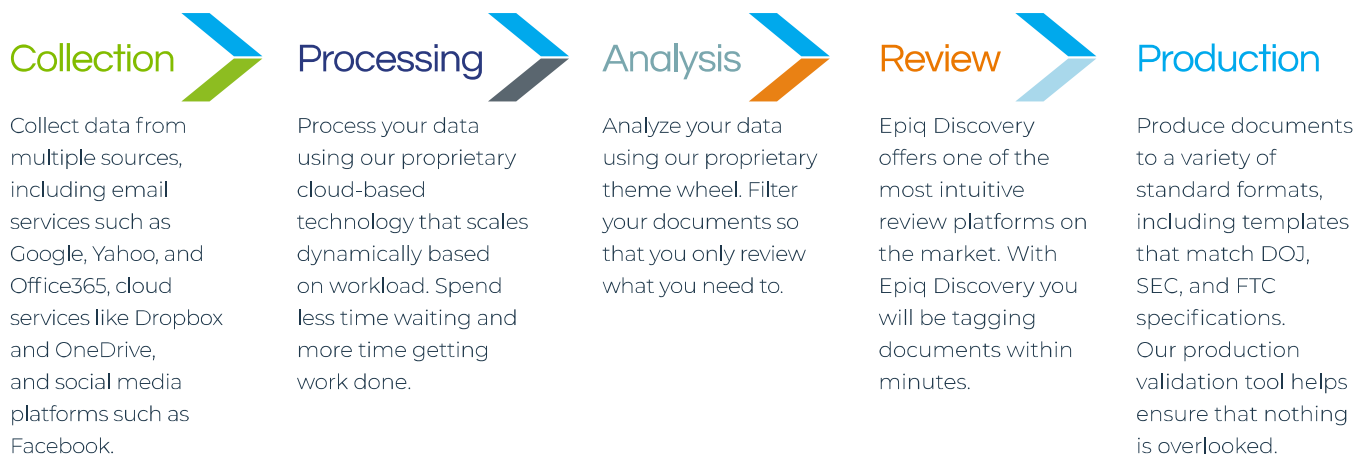 Collection
Collect data from
multiple sources,
including email
services such as
Google, Yahoo, and
Office365, cloud
services like Dropbox
and OneDrive,
and social media
platforms such as
Facebook.
Processing
Process your data
using our proprietary
cloud-based
technology that scales
dynamically based
on workload. Spend
less time waiting and
more time getting
work done.
Analysis
Analyze your data
using our proprietary
theme wheel. Filter
your documents so
that you only review
what you need to.
Review
Epiq Discovery
offers one of the
most intuitive
review platforms on
the market. With
Epiq Discovery you
will be tagging
documents within
minutes.
Production
Produce documents
to a variety of
standard formats,
including templates
that match DOJ,
SEC, and FTC
specifications.
Our production
validation tool helps
ensure that nothing
is overlooked.